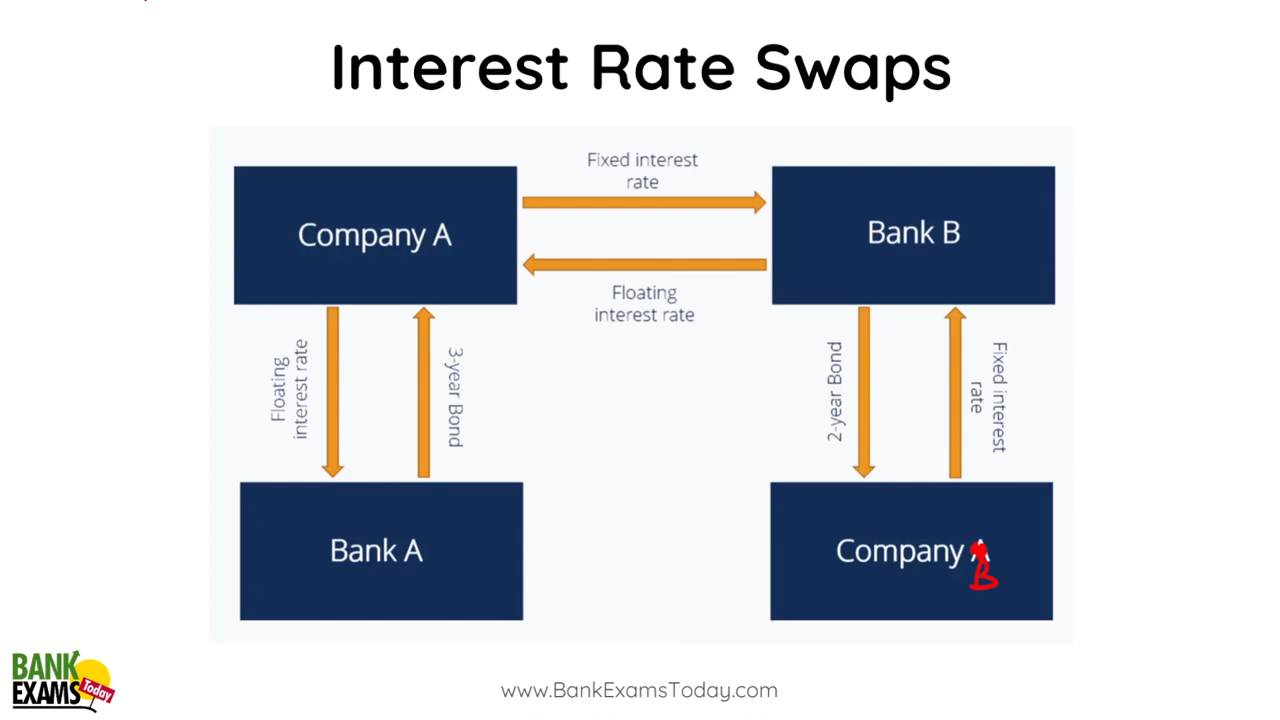 Interest Rate Swaps
Fixed interest
rate
Company A
Bank B
Floating
interest rate
Floating
interest rate
3-year Bond
2-year Bond
Fixed interest
rate
Bank A
Company A
B
BANK
EXAMS
Today
www.BankExamsToday.com